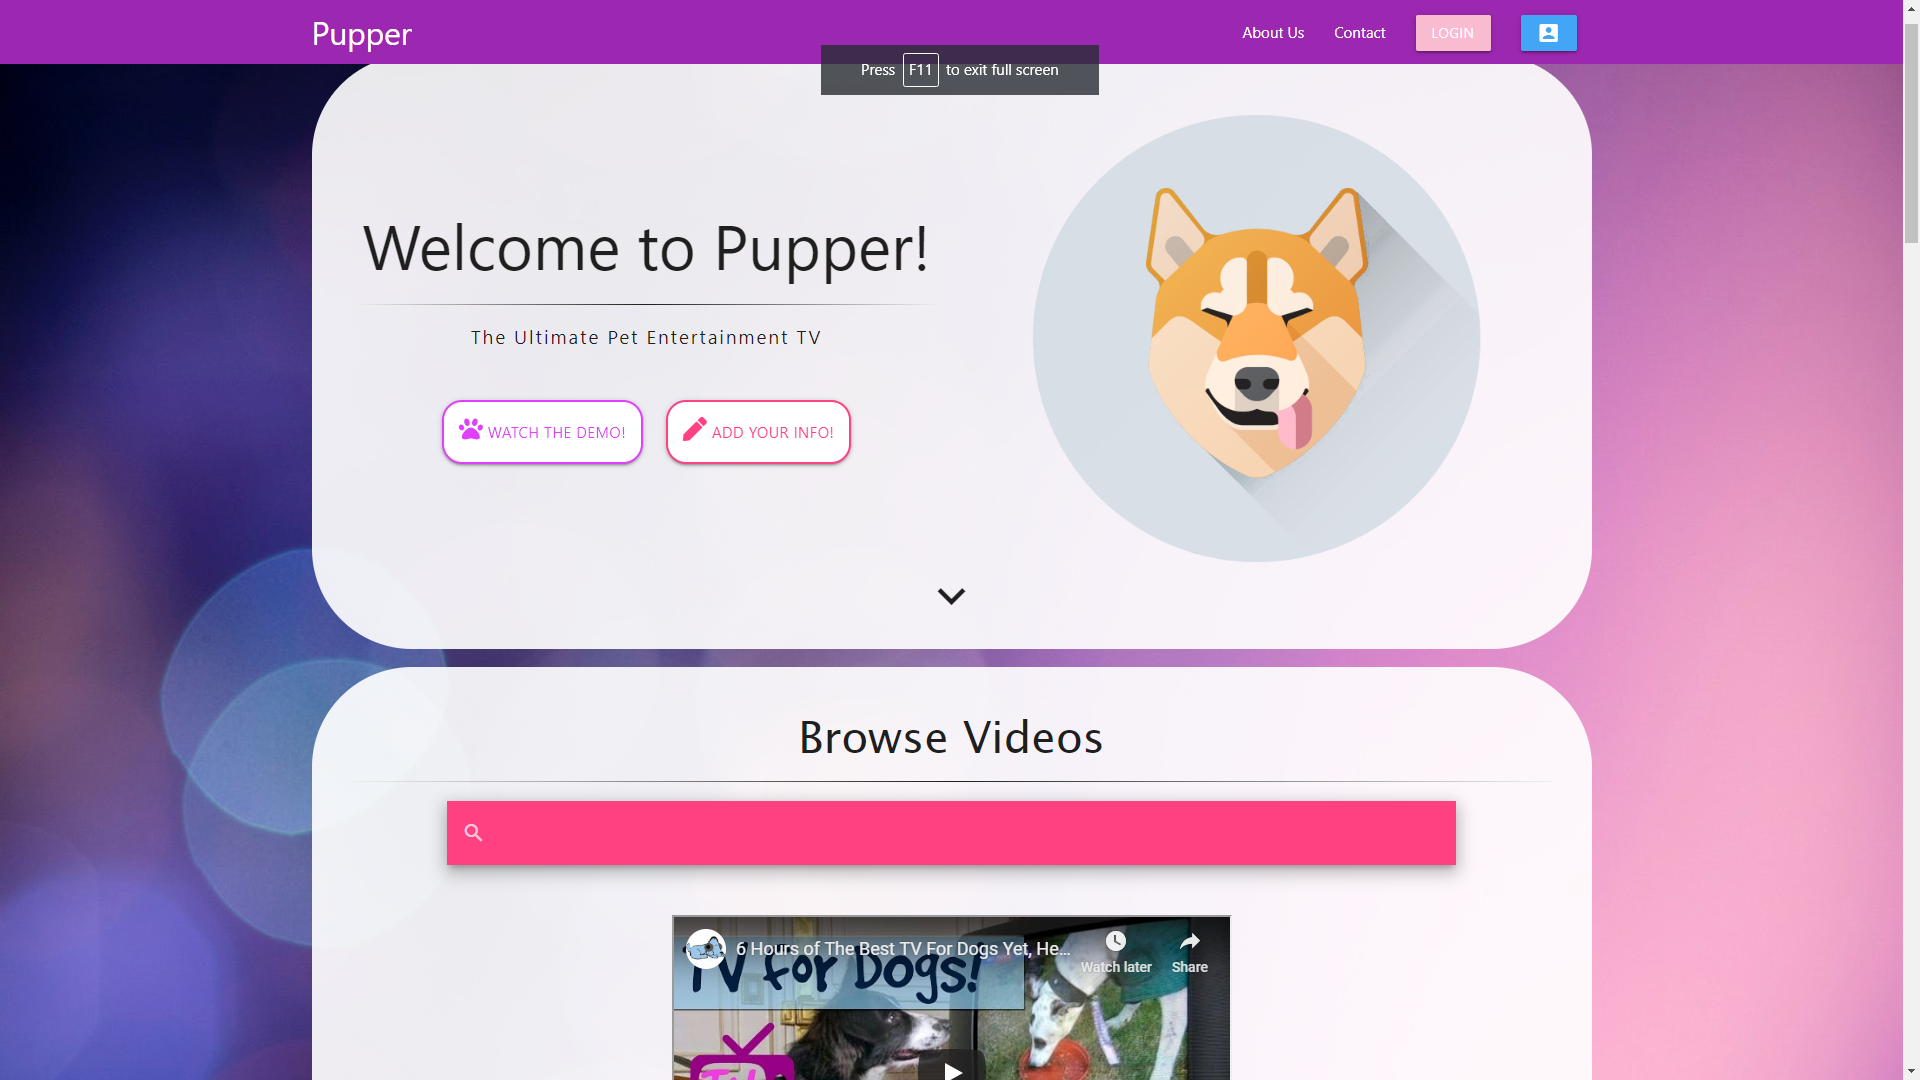 Pupper
About Us
Contact
LOGIN
Press F11 to exit full screen
Welcome to Pupper!
The Ultimate Pet Entertainment TV
WATCH THE DEMO!
ADD YOUR INFO!
Browse Videos
6 Hours of The Best TV For Dogs Yet, He...
Watch later
Share
TV for Dogs!